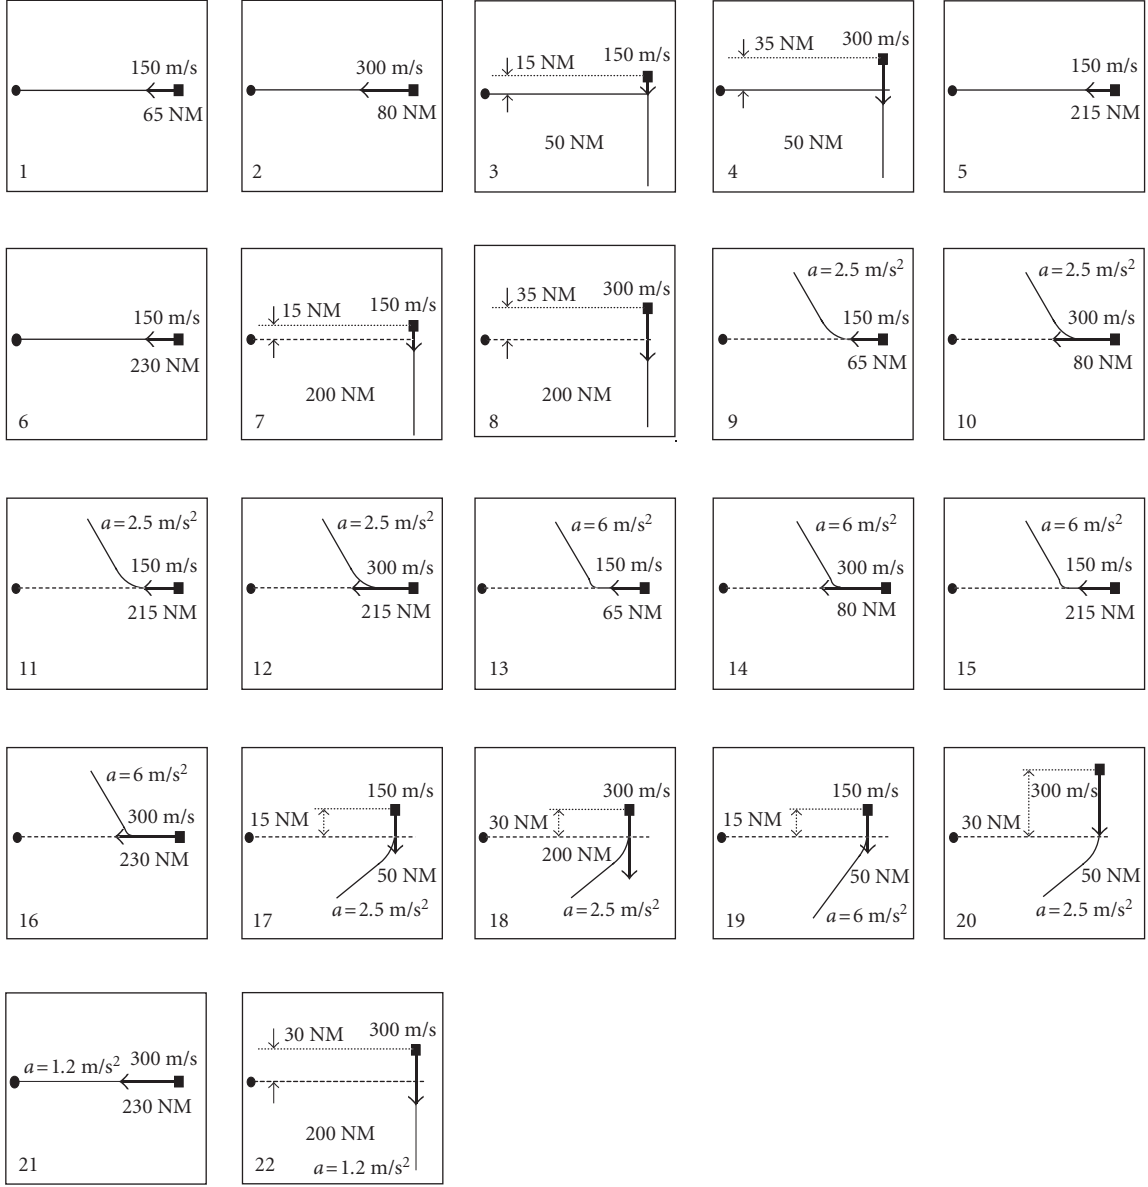 150 m/s
65 NM
1
300 m/s
80 NM
2
15 NM
150 m/s
50 NM
3
35 NM
300 m/s
50 NM
4
150 m/s
215 NM
5
150 m/s
230 NM
6
15 NM
150 m/s
200 NM
7
35 NM
300 m/s
200 NM
8
a = 2.5 m/s²
150 m/s
65 NM
9
a = 2.5 m/s²
300 m/s
80 NM
10
a = 2.5 m/s²
150 m/s
215 NM
11
a = 2.5 m/s²
300 m/s
215 NM
12
a = 6 m/s²
150 m/s
65 NM
13
a = 6 m/s²
300 m/s
80 NM
14
a = 6 m/s²
150 m/s
215 NM
15
a = 6 m/s²
300 m/s
230 NM
16
150 m/s
15 NM
50 NM
a = 2.5 m/s²
17
300 m/s
30 NM
200 NM
a = 2.5 m/s²
18
150 m/s
15 NM
50 NM
a = 6 m/s²
19
300 m/s
30 NM
50 NM
a = 2.5 m/s²
20
a = 1.2 m/s² 300 m/s
230 NM
21
30 NM
300 m/s
200 NM
a = 1.2 m/s²
22